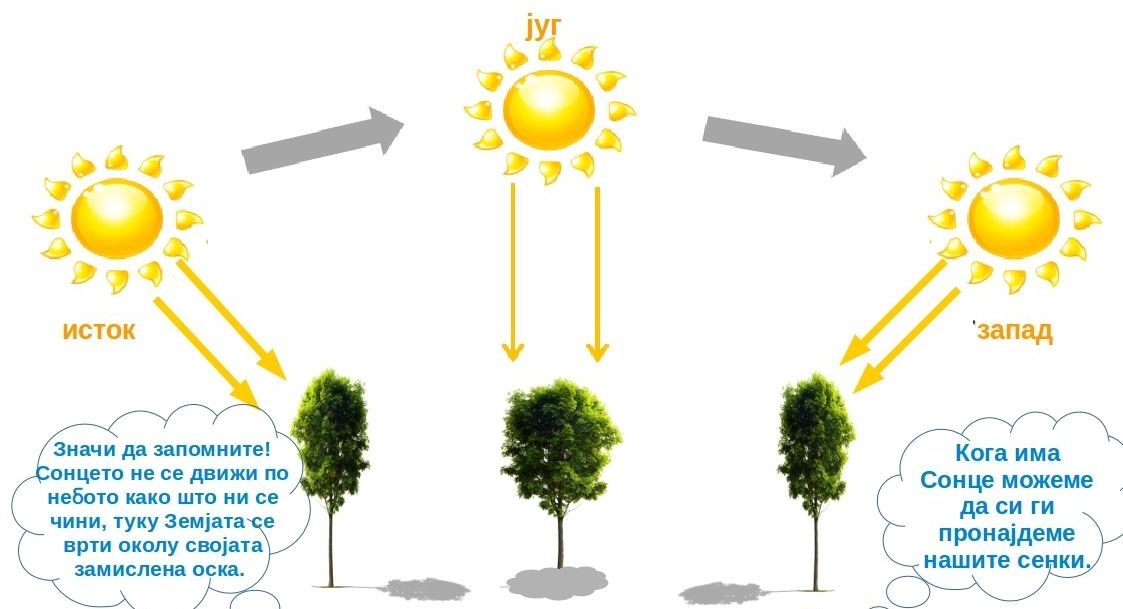 југ
исток
запад
Значи да запомните!
Сонцето не се движи по
небото како што ни се
чини, туку Земјата се
врти околу својата
замислена оска.
Кога има
Сонце можеме
да си ги
пронајдеме
нашите сенки.